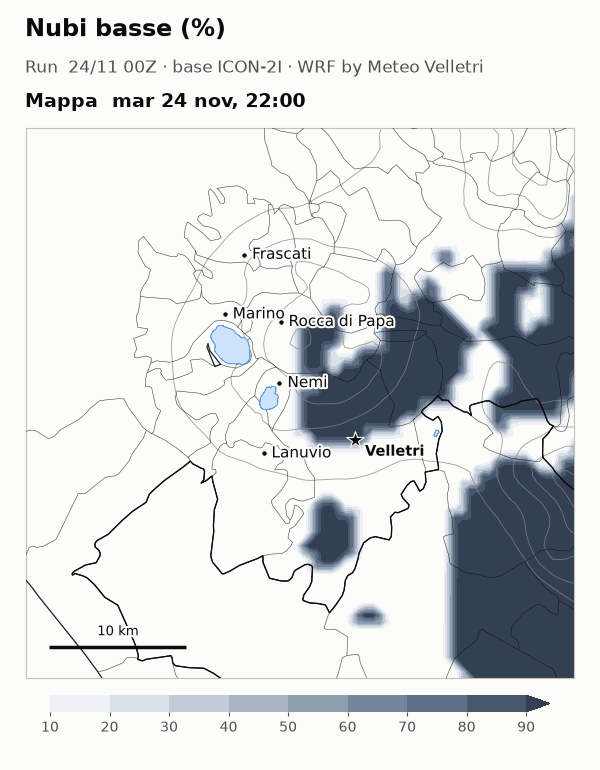 Nubi basse (%)
Run  24/11 00Z · base ICON-2I · WRF by Meteo Velletri
Mappa  mar 24 nov, 22:00
Frascati
Marino
Rocca di Papa
Nemi
Velletri
Lanuvio
10 km
10 20 30 40 50 60 70 80 90